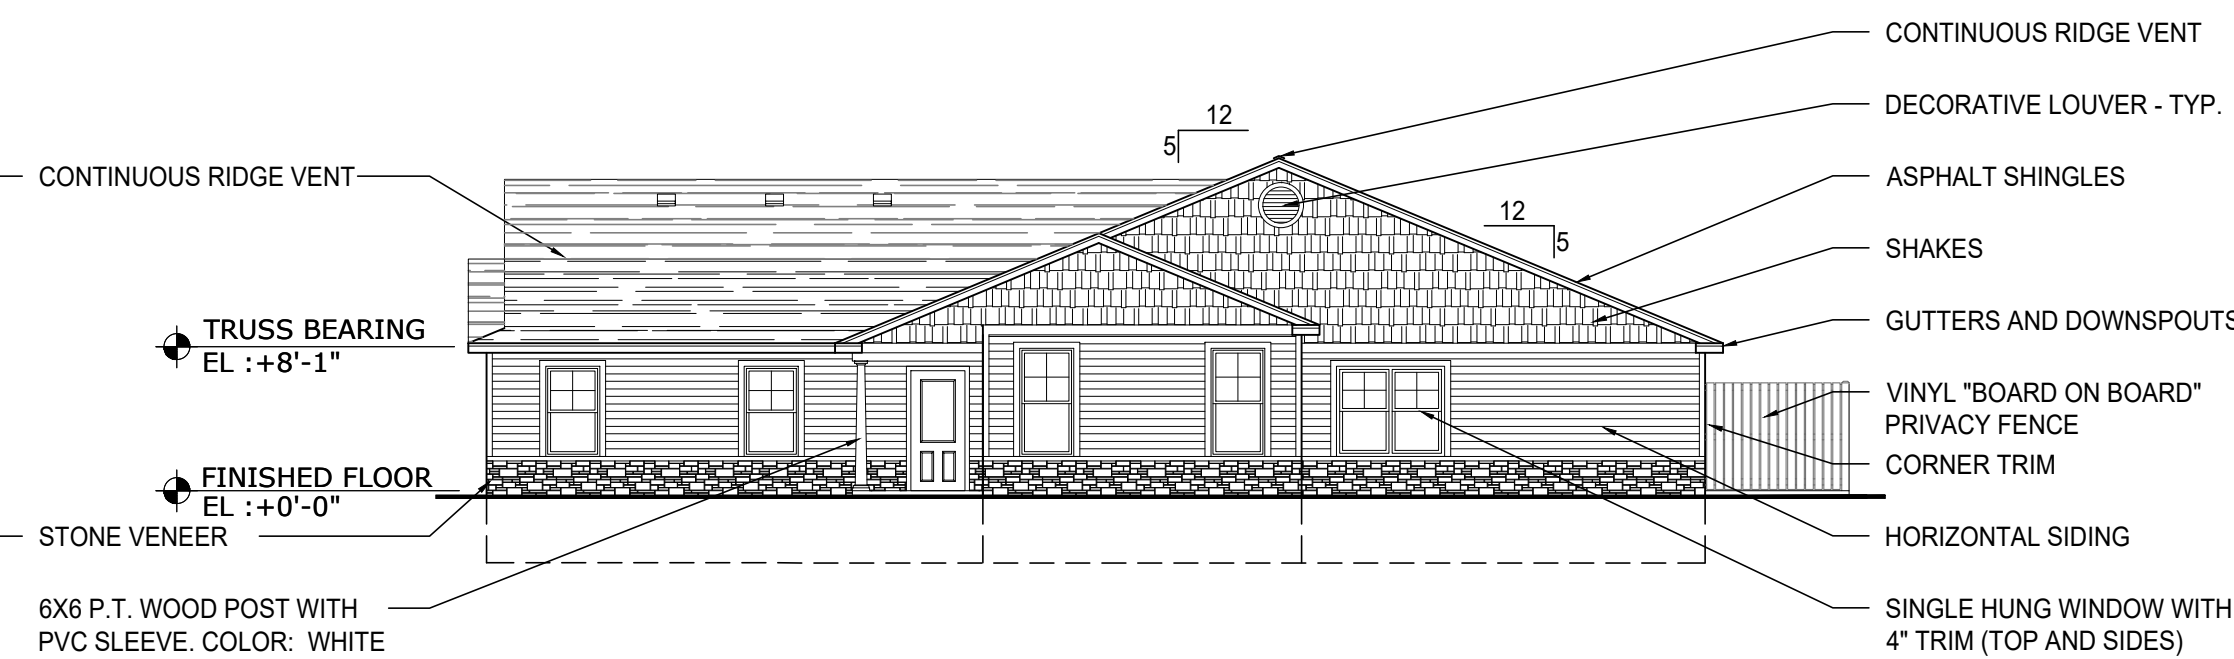 CONTINUOUS RIDGE VENT
DECORATIVE LOUVER - TYP.
12
5
CONTINUOUS RIDGE VENT
ASPHALT SHINGLES
12
5
SHAKES
TRUSS BEARING
EL :+8'-1"
GUTTERS AND DOWNSPOUTS
VINYL "BOARD ON BOARD"
PRIVACY FENCE
CORNER TRIM
FINISHED FLOOR
EL :+0'-0"
STONE VENEER
HORIZONTAL SIDING
6X6 P.T. WOOD POST WITH
PVC SLEEVE. COLOR: WHITE
SINGLE HUNG WINDOW WITH
4" TRIM (TOP AND SIDES)